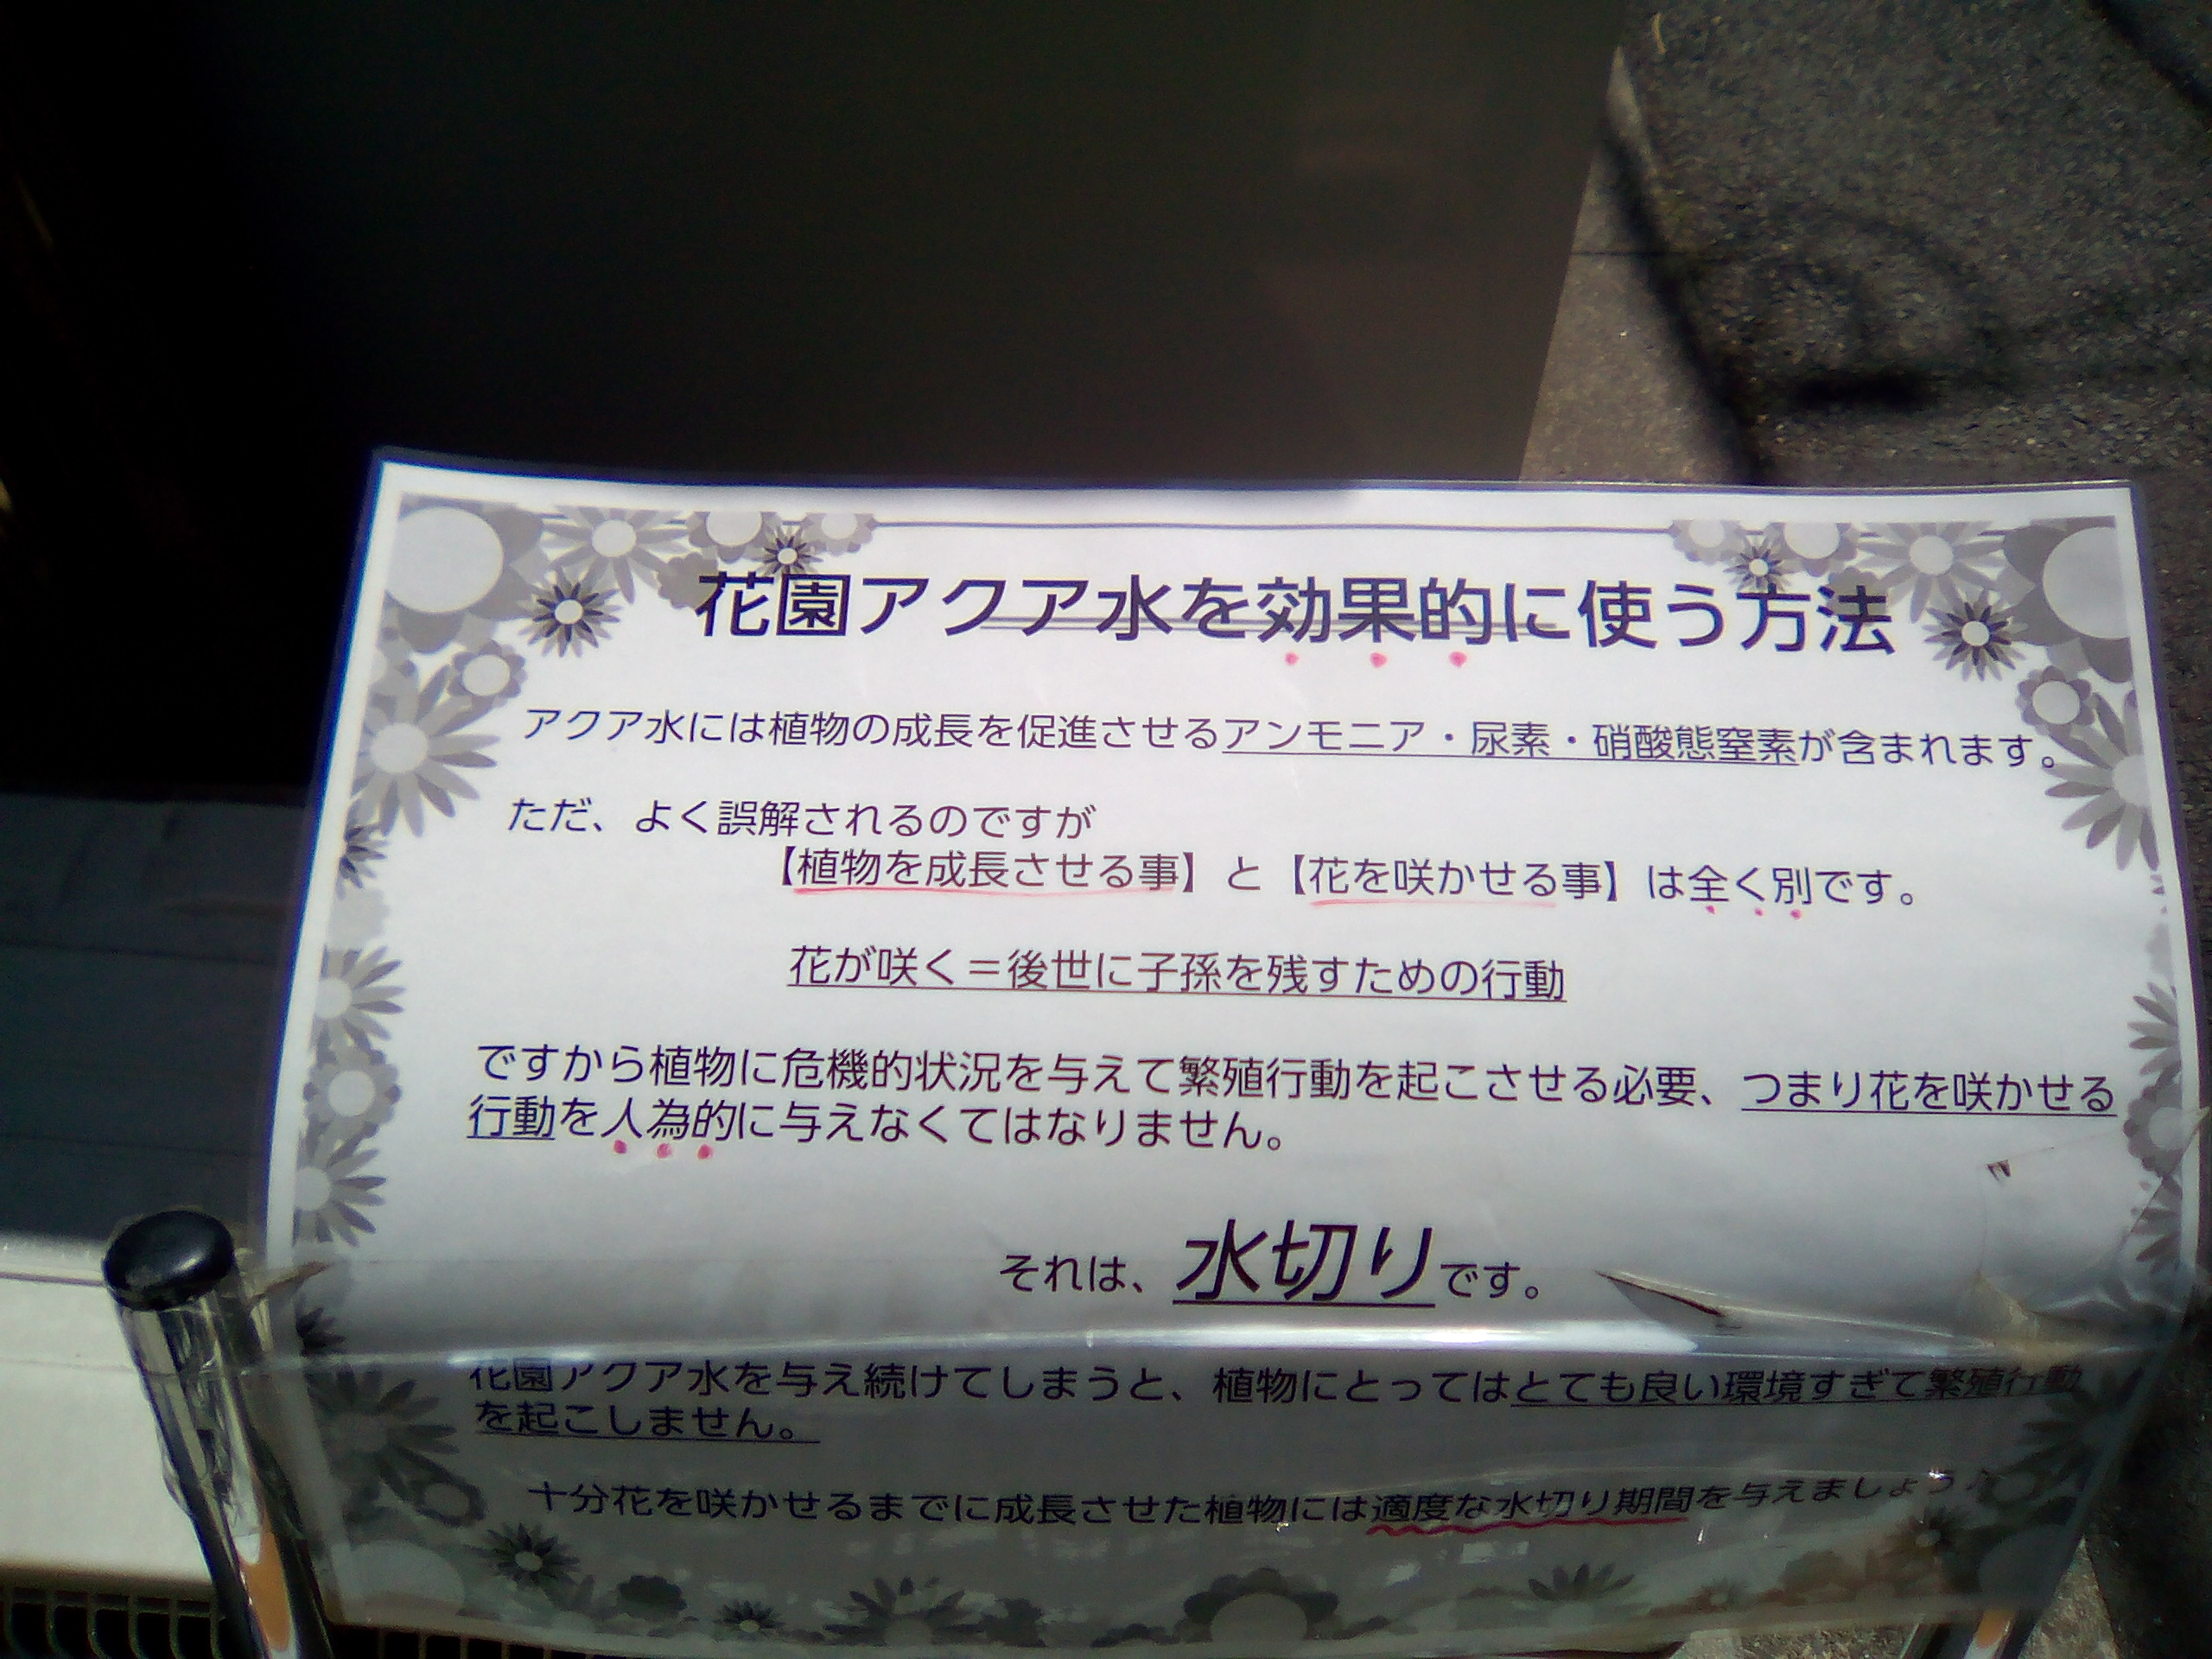 花園アクア水を効果的に使う方法
アクア水には植物の成長を促進させるアンモニア・尿素・硝酸態窒素が含まれます。
ただ、よく誤解されるのですが
【植物を成長させる事】と【花を咲かせる事】は全く別です。
花が咲く＝後世に子孫を残すための行動
ですから植物に危機的状況を与えて繁殖行動を起こさせる必要、つまり花を咲かせる
行動を人為的に与えなくてはなりません。
それは、水切りです。
花園アクア水を与え続けてしまうと、植物にとってはとても良い環境すぎて繁殖行動
を起こしません。
十分花を咲かせるまでに成長させた植物には適度な水切り期間を与えましょう